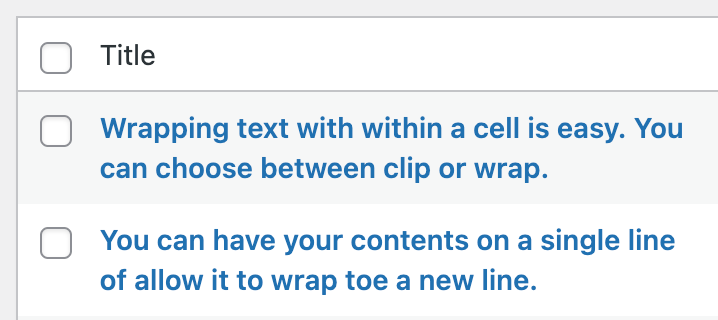 Title
Wrapping text with within a cell is easy. You
can choose between clip or wrap.
You can have your contents on a single line
of allow it to wrap toe a new line.